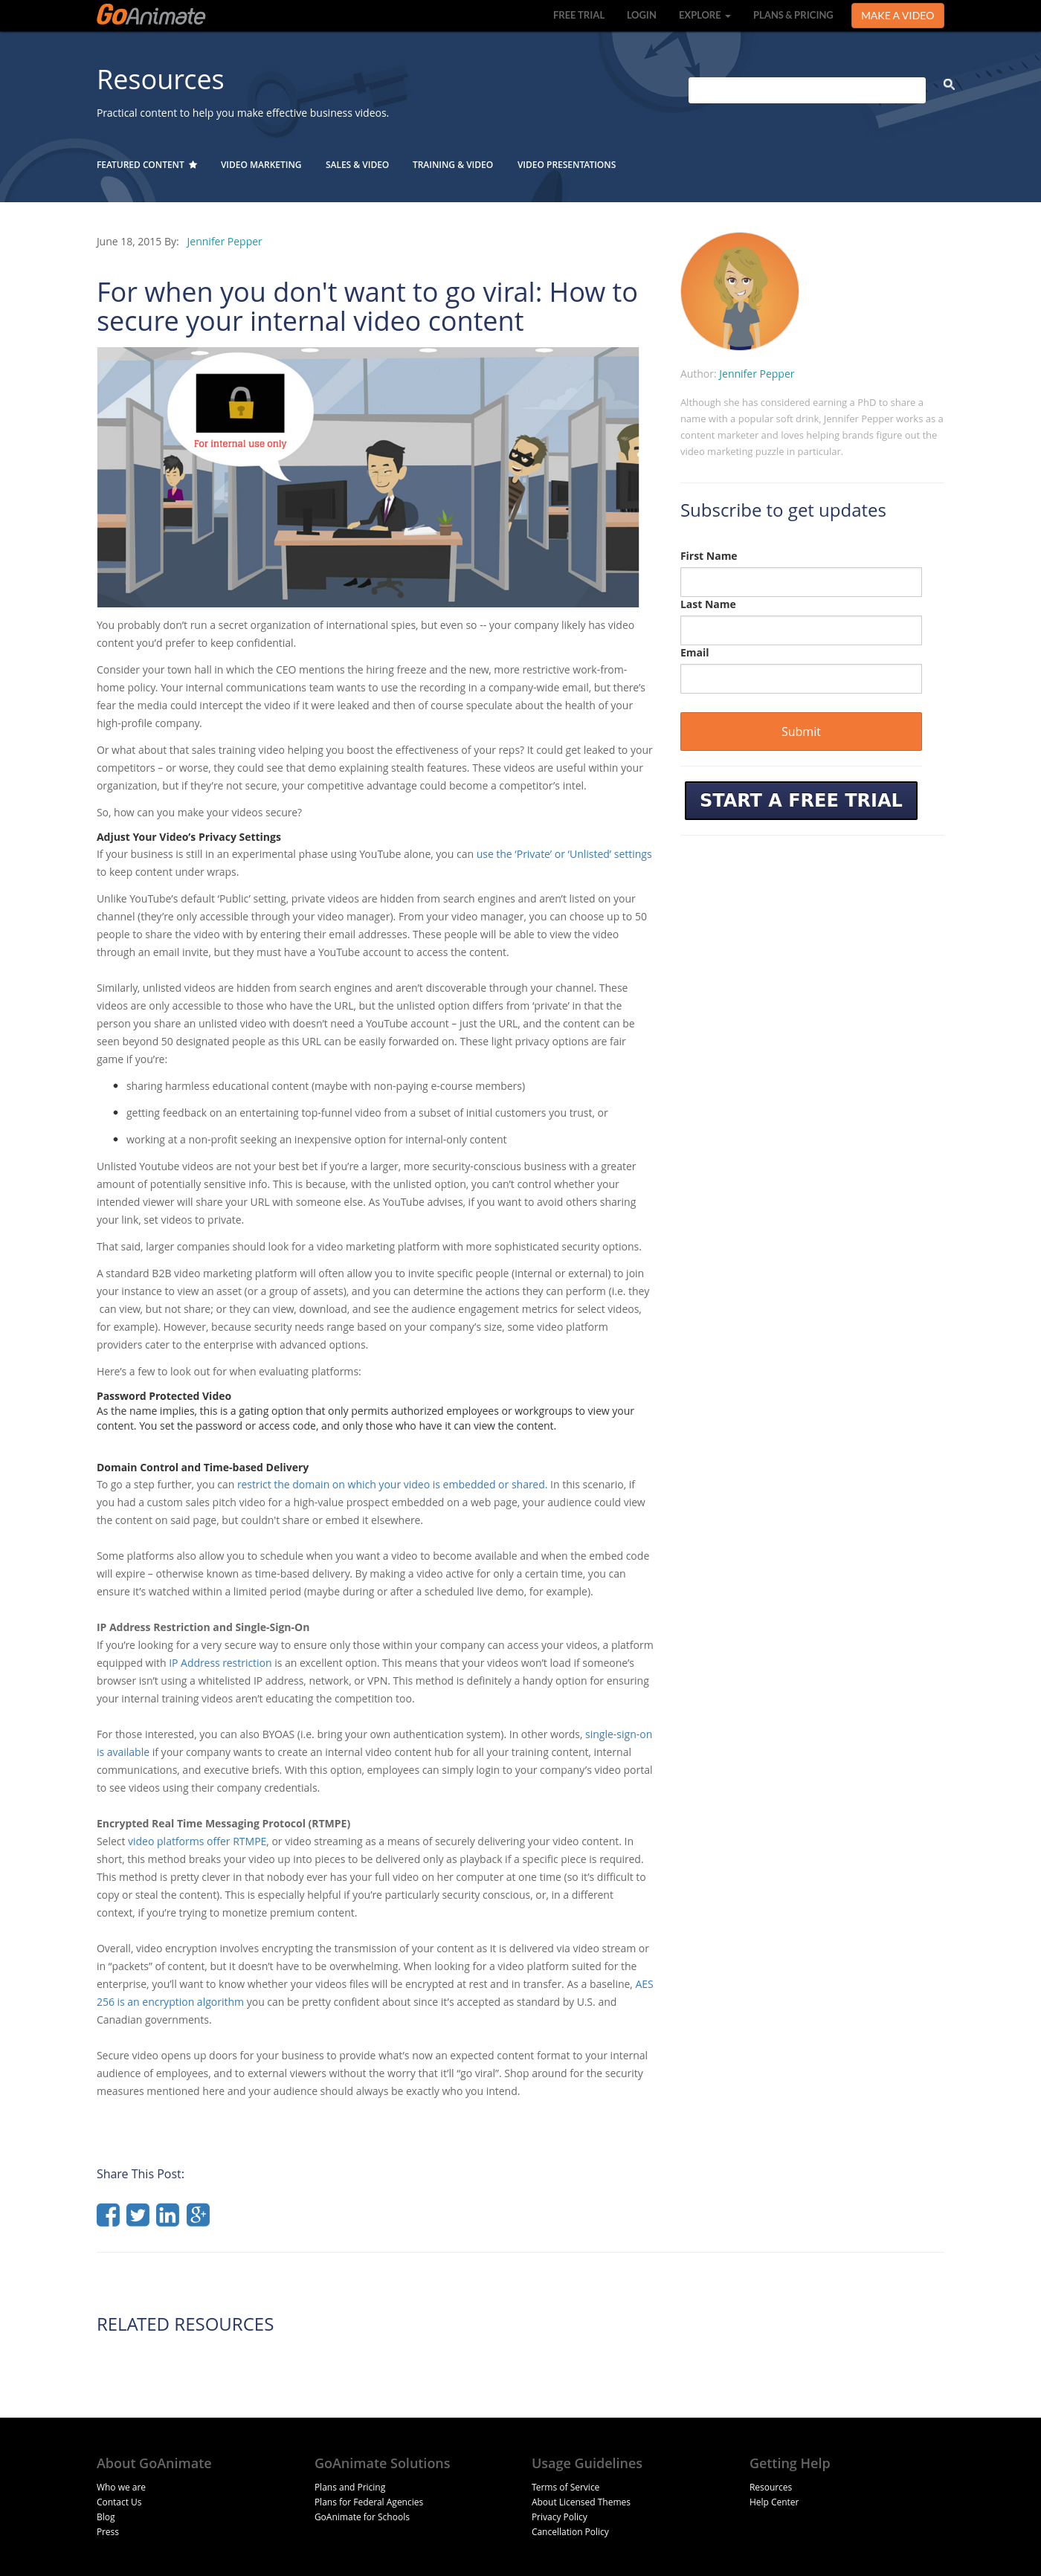 GoAnimate
FREE TRIAL
LOGIN
EXPLORE
PLANS & PRICING
MAKE A VIDEO
Resources
Practical content to help you make effective business videos.
FEATURED CONTENT
VIDEO MARKETING
SALES & VIDEO
TRAINING & VIDEO
VIDEO PRESENTATIONS
June 18, 2015 By: Jennifer Pepper
For when you don't want to go viral: How to
secure your internal video content
For internal use only
You probably don’t run a secret organization of international spies, but even so -- your company likely has video
content you’d prefer to keep confidential.
Consider your town hall in which the CEO mentions the hiring freeze and the new, more restrictive work-from-
home policy. Your internal communications team wants to use the recording in a company-wide email, but there’s
fear the media could intercept the video if it were leaked and then of course speculate about the health of your
high-profile company.
Or what about that sales training video helping you boost the effectiveness of your reps? It could get leaked to your
competitors – or worse, they could see that demo explaining stealth features. These videos are useful within your
organization, but if they’re not secure, your competitive advantage could become a competitor’s intel.
So, how can you make your videos secure?
Adjust Your Video’s Privacy Settings
If your business is still in an experimental phase using YouTube alone, you can use the ‘Private’ or ‘Unlisted’ settings
to keep content under wraps.
Unlike YouTube’s default ‘Public’ setting, private videos are hidden from search engines and aren’t listed on your
channel (they’re only accessible through your video manager). From your video manager, you can choose up to 50
people to share the video with by entering their email addresses. These people will be able to view the video
through an email invite, but they must have a YouTube account to access the content.
Similarly, unlisted videos are hidden from search engines and aren’t discoverable through your channel. These
videos are only accessible to those who have the URL, but the unlisted option differs from ‘private’ in that the
person you share an unlisted video with doesn’t need a YouTube account – just the URL, and the content can be
seen beyond 50 designated people as this URL can be easily forwarded on. These light privacy options are fair
game if you’re:
sharing harmless educational content (maybe with non-paying e-course members)
getting feedback on an entertaining top-funnel video from a subset of initial customers you trust, or
working at a non-profit seeking an inexpensive option for internal-only content
Unlisted Youtube videos are not your best bet if you’re a larger, more security-conscious business with a greater
amount of potentially sensitive info. This is because, with the unlisted option, you can’t control whether your
intended viewer will share your URL with someone else. As YouTube advises, if you want to avoid others sharing
your link, set videos to private.
That said, larger companies should look for a video marketing platform with more sophisticated security options.
A standard B2B video marketing platform will often allow you to invite specific people (internal or external) to join
your instance to view an asset (or a group of assets), and you can determine the actions they can perform (i.e. they
can view, but not share; or they can view, download, and see the audience engagement metrics for select videos,
for example). However, because security needs range based on your company’s size, some video platform
providers cater to the enterprise with advanced options.
Here’s a few to look out for when evaluating platforms:
Password Protected Video
As the name implies, this is a gating option that only permits authorized employees or workgroups to view your
content. You set the password or access code, and only those who have it can view the content.
Domain Control and Time-based Delivery
To go a step further, you can restrict the domain on which your video is embedded or shared. In this scenario, if
you had a custom sales pitch video for a high-value prospect embedded on a web page, your audience could view
the content on said page, but couldn't share or embed it elsewhere.
Some platforms also allow you to schedule when you want a video to become available and when the embed code
will expire – otherwise known as time-based delivery. By making a video active for only a certain time, you can
ensure it’s watched within a limited period (maybe during or after a scheduled live demo, for example).
IP Address Restriction and Single-Sign-On
If you’re looking for a very secure way to ensure only those within your company can access your videos, a platform
equipped with IP Address restriction is an excellent option. This means that your videos won’t load if someone’s
browser isn’t using a whitelisted IP address, network, or VPN. This method is definitely a handy option for ensuring
your internal training videos aren’t educating the competition too.
For those interested, you can also BYOAS (i.e. bring your own authentication system). In other words, single-sign-on
is available if your company wants to create an internal video content hub for all your training content, internal
communications, and executive briefs. With this option, employees can simply login to your company’s video portal
to see videos using their company credentials.
Encrypted Real Time Messaging Protocol (RTMPE)
Select video platforms offer RTMPE, or video streaming as a means of securely delivering your video content. In
short, this method breaks your video up into pieces to be delivered only as playback if a specific piece is required.
This method is pretty clever in that nobody ever has your full video on her computer at one time (so it’s difficult to
copy or steal the content). This is especially helpful if you’re particularly security conscious, or, in a different
context, if you’re trying to monetize premium content.
Overall, video encryption involves encrypting the transmission of your content as it is delivered via video stream or
in “packets” of content, but it doesn’t have to be overwhelming. When looking for a video platform suited for the
enterprise, you’ll want to know whether your videos files will be encrypted at rest and in transfer. As a baseline, AES
256 is an encryption algorithm you can be pretty confident about since it’s accepted as standard by U.S. and
Canadian governments.
Secure video opens up doors for your business to provide what’s now an expected content format to your internal
audience of employees, and to external viewers without the worry that it’ll “go viral”. Shop around for the security
measures mentioned here and your audience should always be exactly who you intend.
Share This Post:
Author: Jennifer Pepper
Although she has considered earning a PhD to share a
name with a popular soft drink, Jennifer Pepper works as a
content marketer and loves helping brands figure out the
video marketing puzzle in particular.
Subscribe to get updates
First Name
Last Name
Email
Submit
START A FREE TRIAL
RELATED RESOURCES
About GoAnimate
Who we are
Contact Us
Blog
Press
GoAnimate Solutions
Plans and Pricing
Plans for Federal Agencies
GoAnimate for Schools
Usage Guidelines
Terms of Service
About Licensed Themes
Privacy Policy
Cancellation Policy
Getting Help
Resources
Help Center